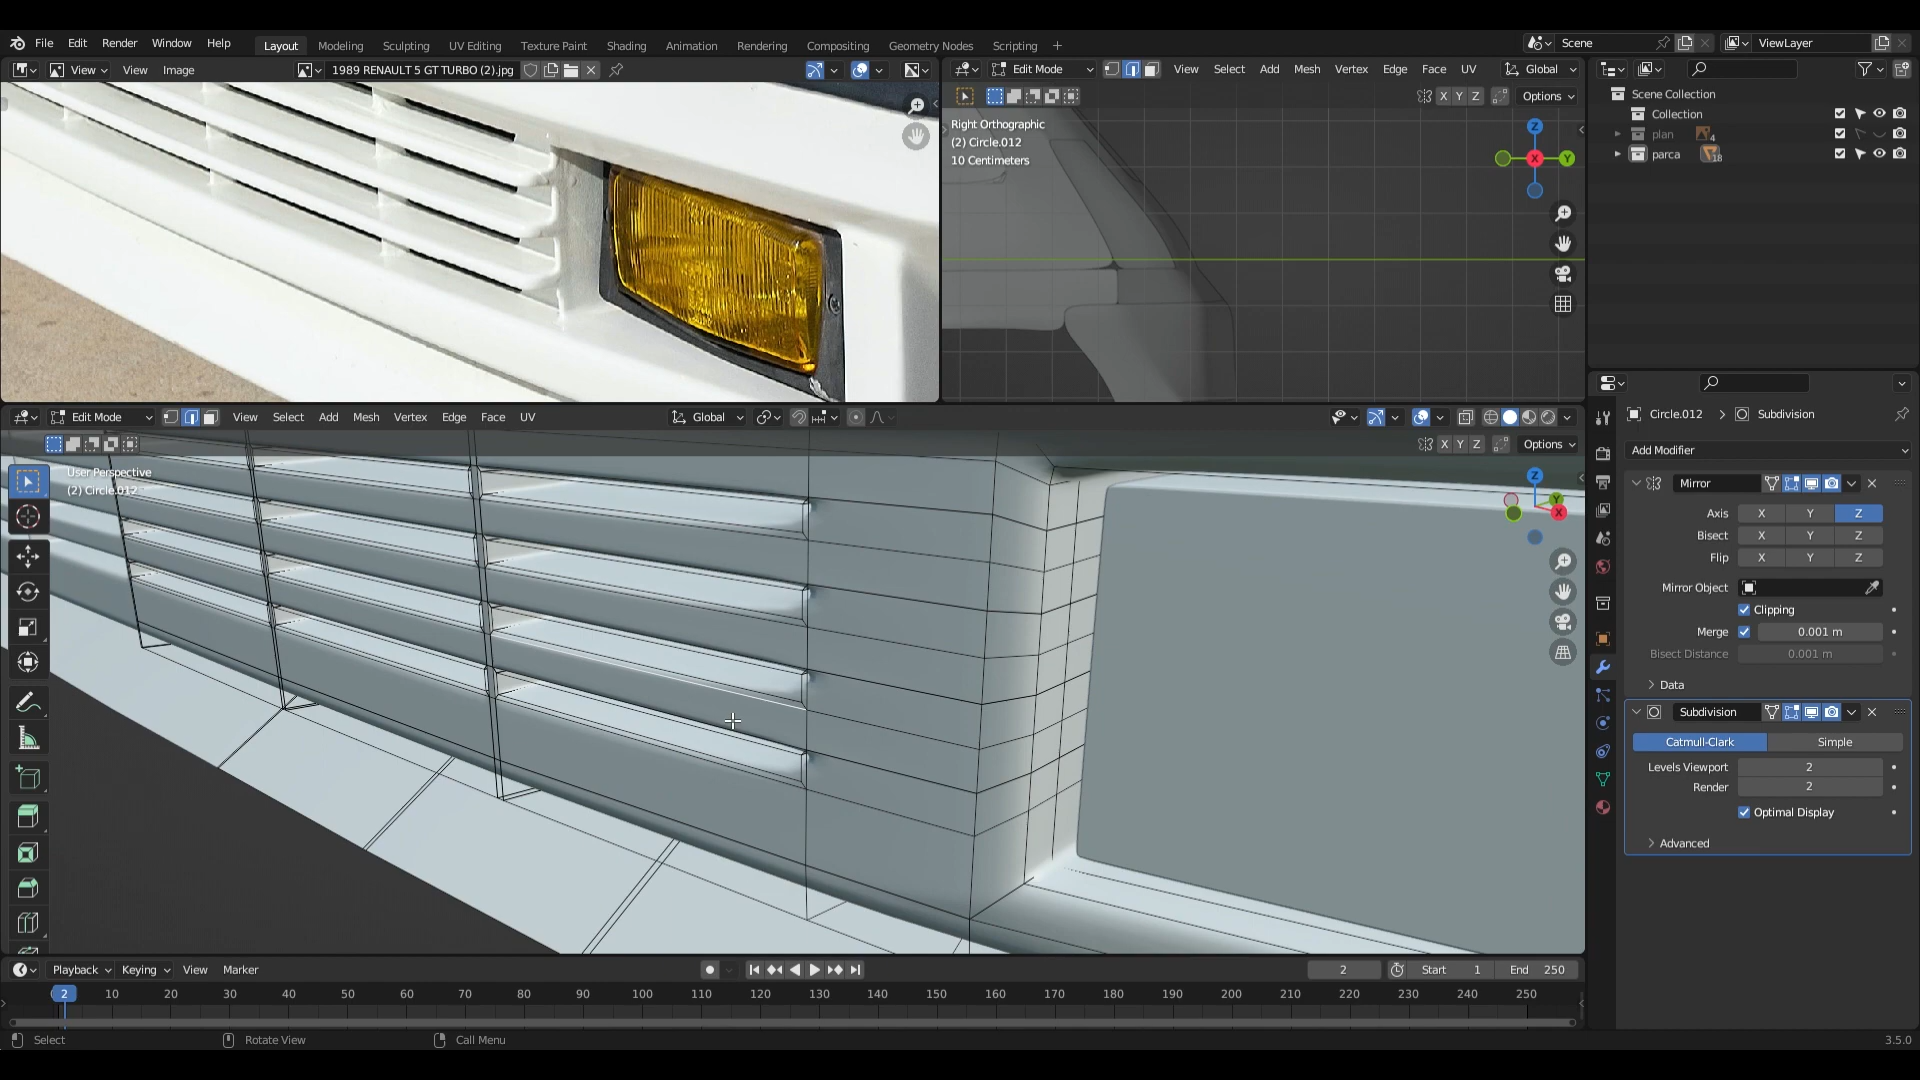 File Edit Render Window Help Layout Modeling Sculpting UV Editing Texture Paint Shading Animation Rendering Compositing Geometry Nodes Scripting + Scene ViewLayer
View View Image 1989 RENAULT 5 GT TURBO (2).jpg
Edit Mode View Select Add Mesh Vertex Edge Face UV Global
X Y Z Options
Right Orthographic
(2) Circle.012
10 Centimeters
Z
X
Y
Scene Collection
Collection
plan 4
parca 18
Edit Mode View Select Add Mesh Vertex Edge Face UV Global
X Y Z Options
User Perspective
(2) Circle.012
Z
Y
X
Circle.012 > Subdivision
Add Modifier
Mirror
Axis X Y Z
Bisect X Y Z
Flip X Y Z
Mirror Object
Clipping
Merge 0.001 m
Bisect Distance 0.001 m
Data
Subdivision
Catmull-Clark Simple
Levels Viewport 2
Render 2
Optimal Display
Advanced
Playback Keying View Marker 2 Start 1 End 250
2 10 20 30 40 50 60 70 80 90 100 110 120 130 140 150 160 170 180 190 200 210 220 230 240 250
Select Rotate View Call Menu 3.5.0